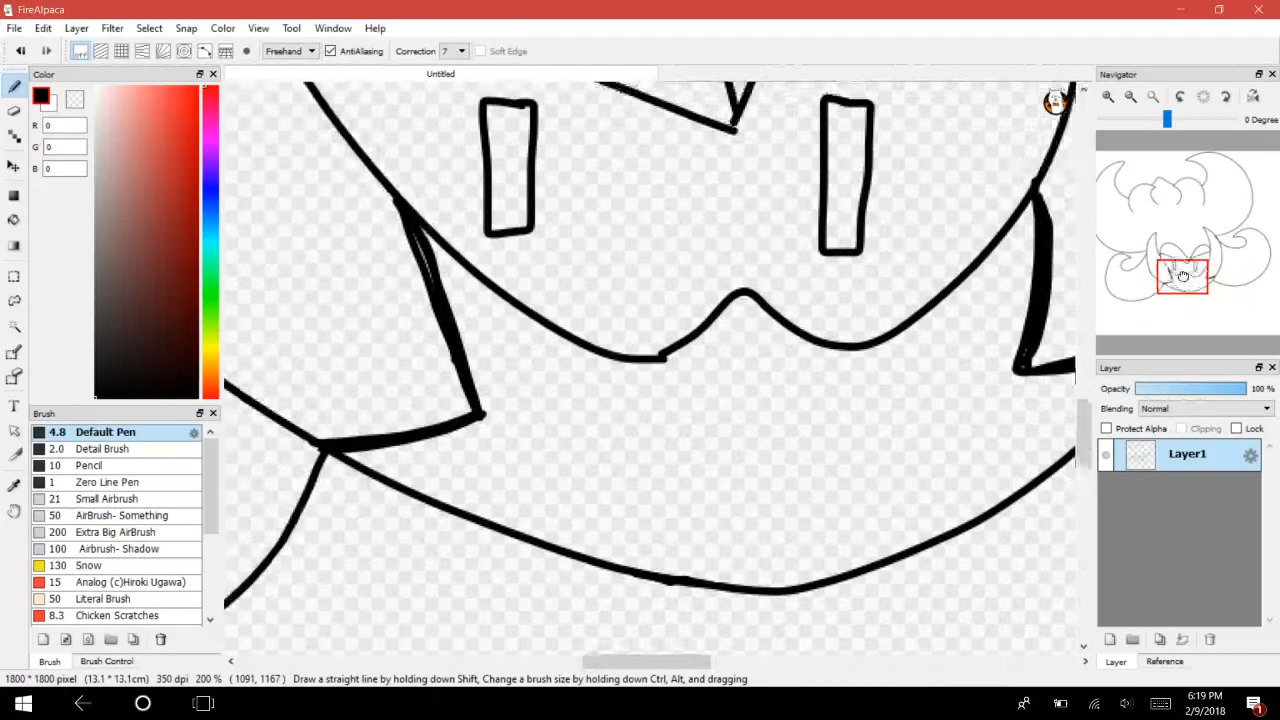 FireAlpaca
File Edit Layer Filter Select Snap Color View Tool Window Help
off Freehand AntiAliasing Correction 7 Soft Edge
Color
Untitled
Navigator
R 0
G 0
B 0
0 Degree
Brush
4.8 Default Pen
2.0 Detail Brush
10 Pencil
1 Zero Line Pen
21 Small Airbrush
50 AirBrush- Something
200 Extra Big AirBrush
100 Airbrush- Shadow
130 Snow
15 Analog (c)Hiroki Ugawa)
50 Literal Brush
8.3 Chicken Scratches
Brush Brush Control
Layer
Opacity 100 %
Blending Normal
Protect Alpha Clipping Lock
Layer1
Layer Reference
1800 * 1800 pixel (13.1 * 13.1cm) 350 dpi 200 % ( 1091, 1167) Draw a straight line by holding down Shift, Change a brush size by holding down Ctrl, Alt, and dragging
6:19 PM
2/9/2018
1